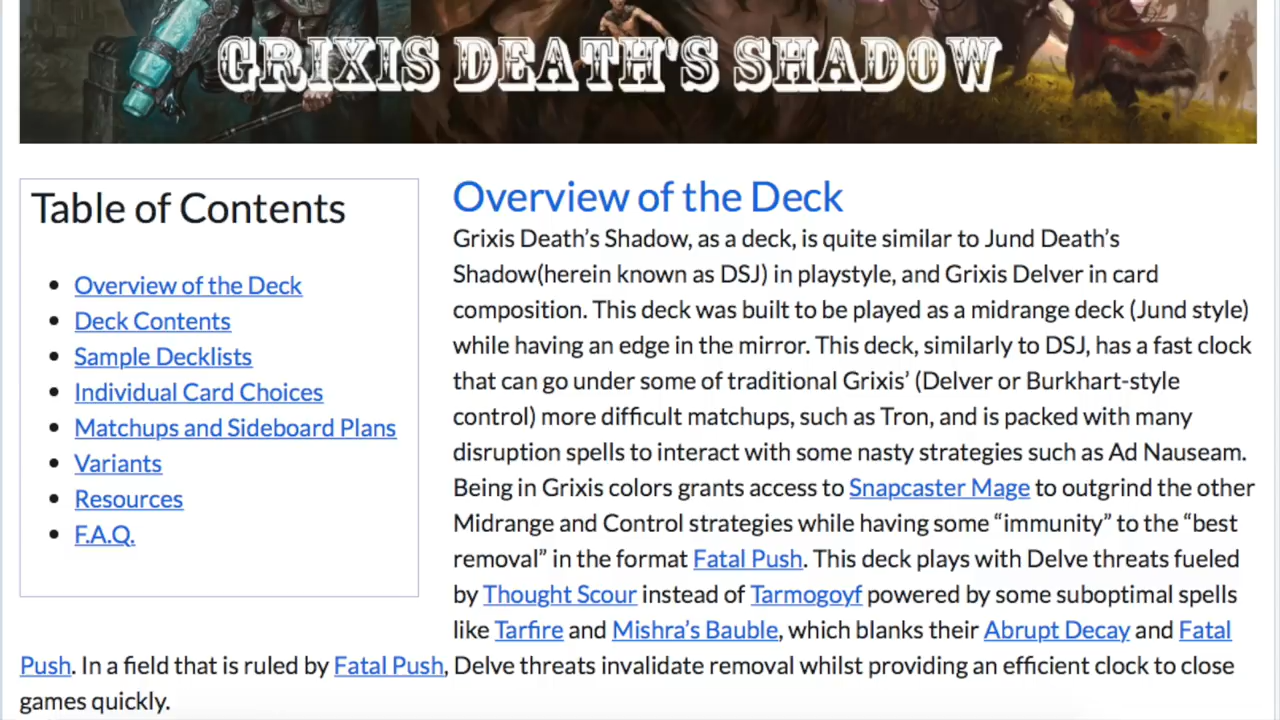 GRIXIS DEATH'S SHADOW
Table of Contents
Overview of the Deck
Deck Contents
Sample Decklists
Individual Card Choices
Matchups and Sideboard Plans
Variants
Resources
F.A.Q.
Overview of the Deck
Grixis Death’s Shadow, as a deck, is quite similar to Jund Death’s
Shadow(herein known as DSJ) in playstyle, and Grixis Delver in card
composition. This deck was built to be played as a midrange deck (Jund style)
while having an edge in the mirror. This deck, similarly to DSJ, has a fast clock
that can go under some of traditional Grixis’ (Delver or Burkhart-style
control) more difficult matchups, such as Tron, and is packed with many
disruption spells to interact with some nasty strategies such as Ad Nauseam.
Being in Grixis colors grants access to Snapcaster Mage to outgrind the other
Midrange and Control strategies while having some “immunity” to the “best
removal” in the format Fatal Push. This deck plays with Delve threats fueled
by Thought Scour instead of Tarmogoyf powered by some suboptimal spells
like Tarfire and Mishra’s Bauble, which blanks their Abrupt Decay and Fatal
Push. In a field that is ruled by Fatal Push, Delve threats invalidate removal whilst providing an efficient clock to close
games quickly.